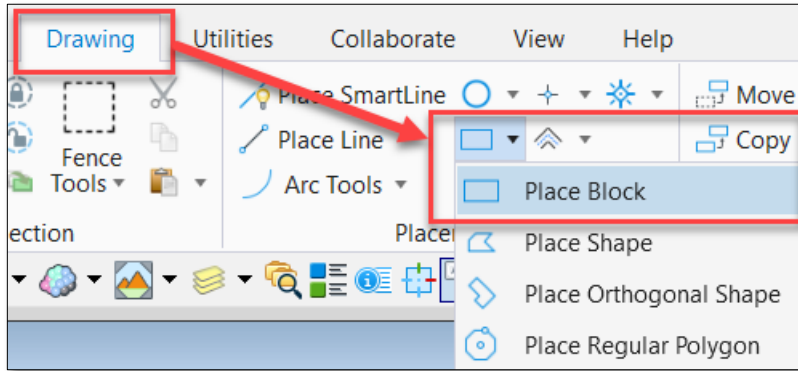 Drawing Utilities Collaborate View Help
Place SmartLine Move
Place Line Copy
Fence Tools
Arc Tools
Place Block
ection
Place Shape
Place Orthogonal Shape
Place Regular Polygon